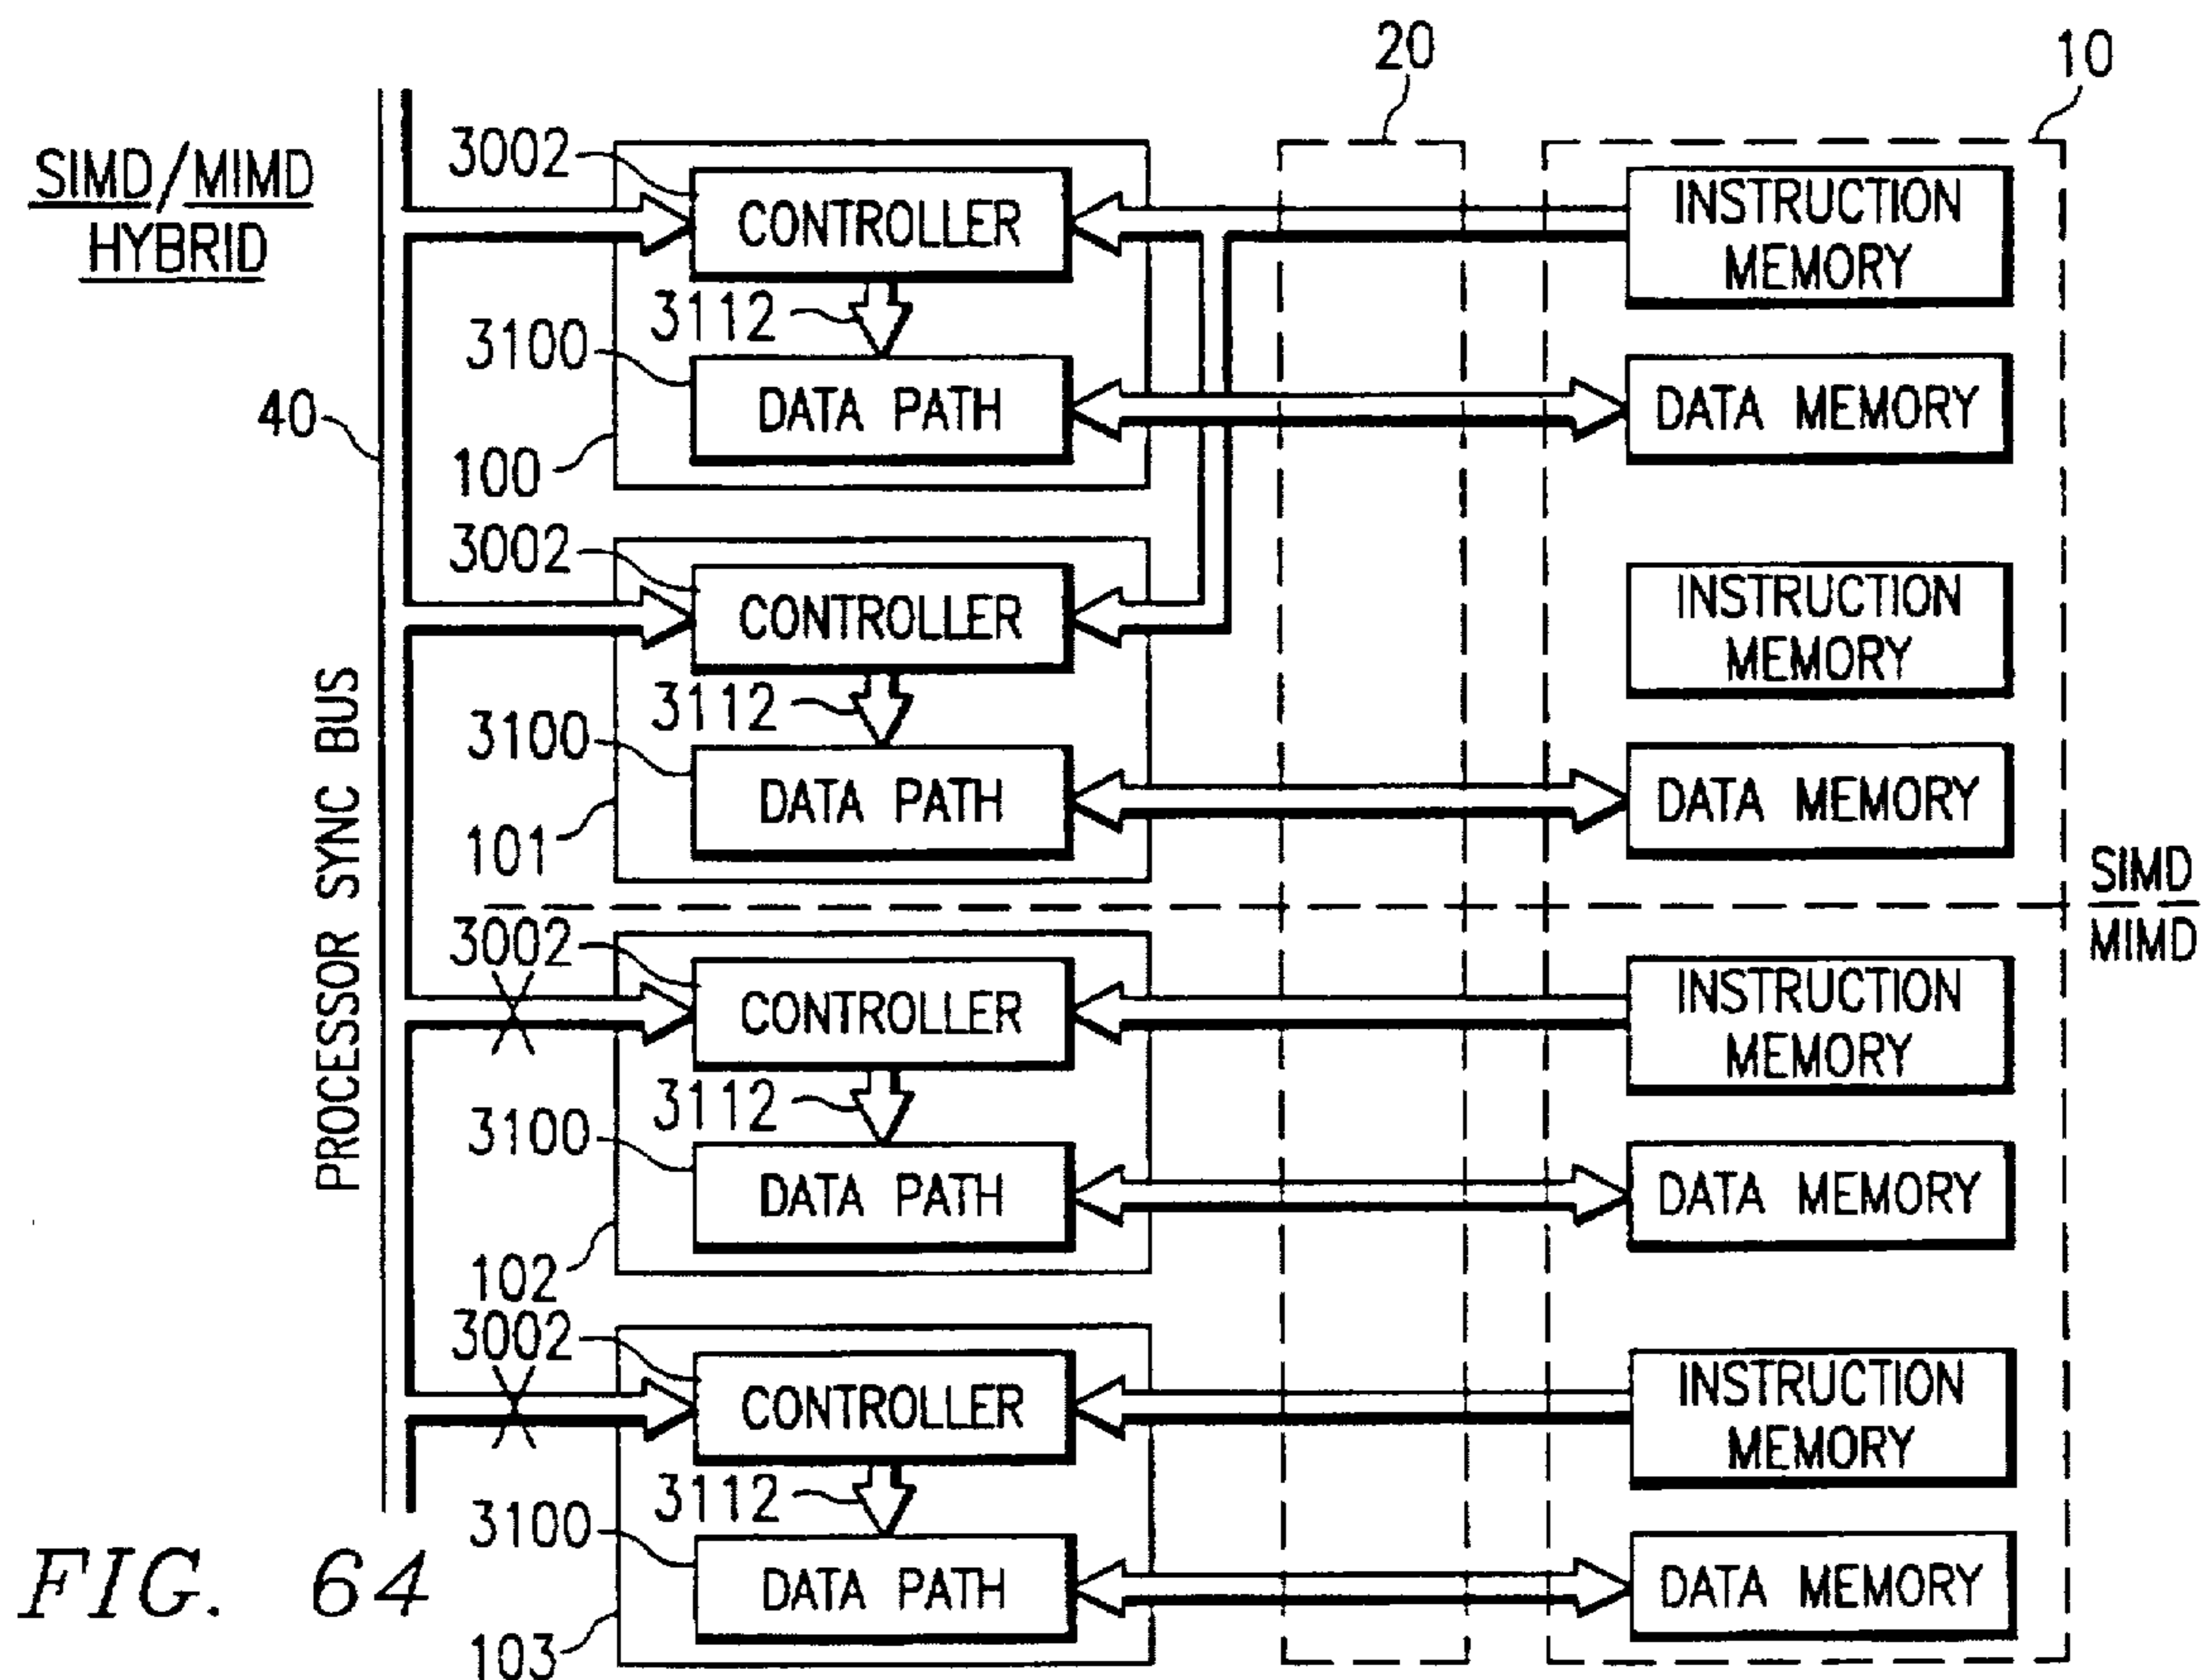 20
10
SIMD/MIMD
HYBRID
3002
CONTROLLER
INSTRUCTION
MEMORY
3112
3100
DATA PATH
DATA MEMORY
40
100
3002
CONTROLLER
INSTRUCTION
MEMORY
3112
3100
DATA PATH
DATA MEMORY
101
PROCESSOR SYNC BUS
SIMD
MIMD
3002
CONTROLLER
INSTRUCTION
MEMORY
3112
3100
DATA PATH
DATA MEMORY
102
3002
CONTROLLER
INSTRUCTION
MEMORY
3112
3100
DATA PATH
DATA MEMORY
103
FIG. 64